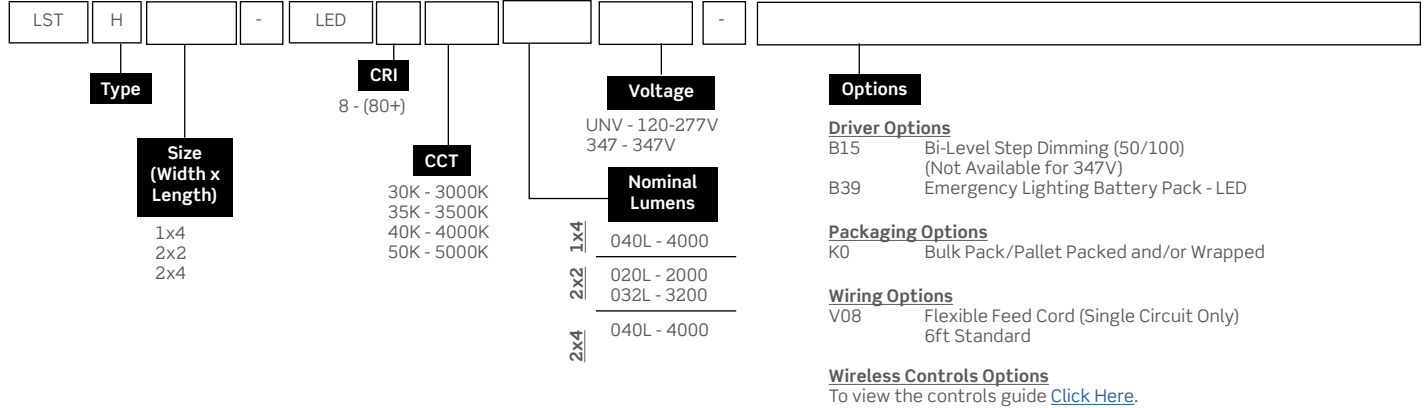 LST H - LED -
Type
Size
(Width x
Length)
1x4
2x2
2x4
CRI
8 - (80+)
CCT
30K - 3000K
35K - 3500K
40K - 4000K
50K - 5000K
Voltage
UNV - 120-277V
347 - 347V
Nominal
Lumens
1x4
040L - 4000
2x2
020L - 2000
032L - 3200
2x4
040L - 4000
Options
Driver Options
B15 Bi-Level Step Dimming (50/100)
(Not Available for 347V)
B39 Emergency Lighting Battery Pack - LED
Packaging Options
K0 Bulk Pack/Pallet Packed and/or Wrapped
Wiring Options
V08 Flexible Feed Cord (Single Circuit Only)
6ft Standard
Wireless Controls Options
To view the controls guide Click Here.